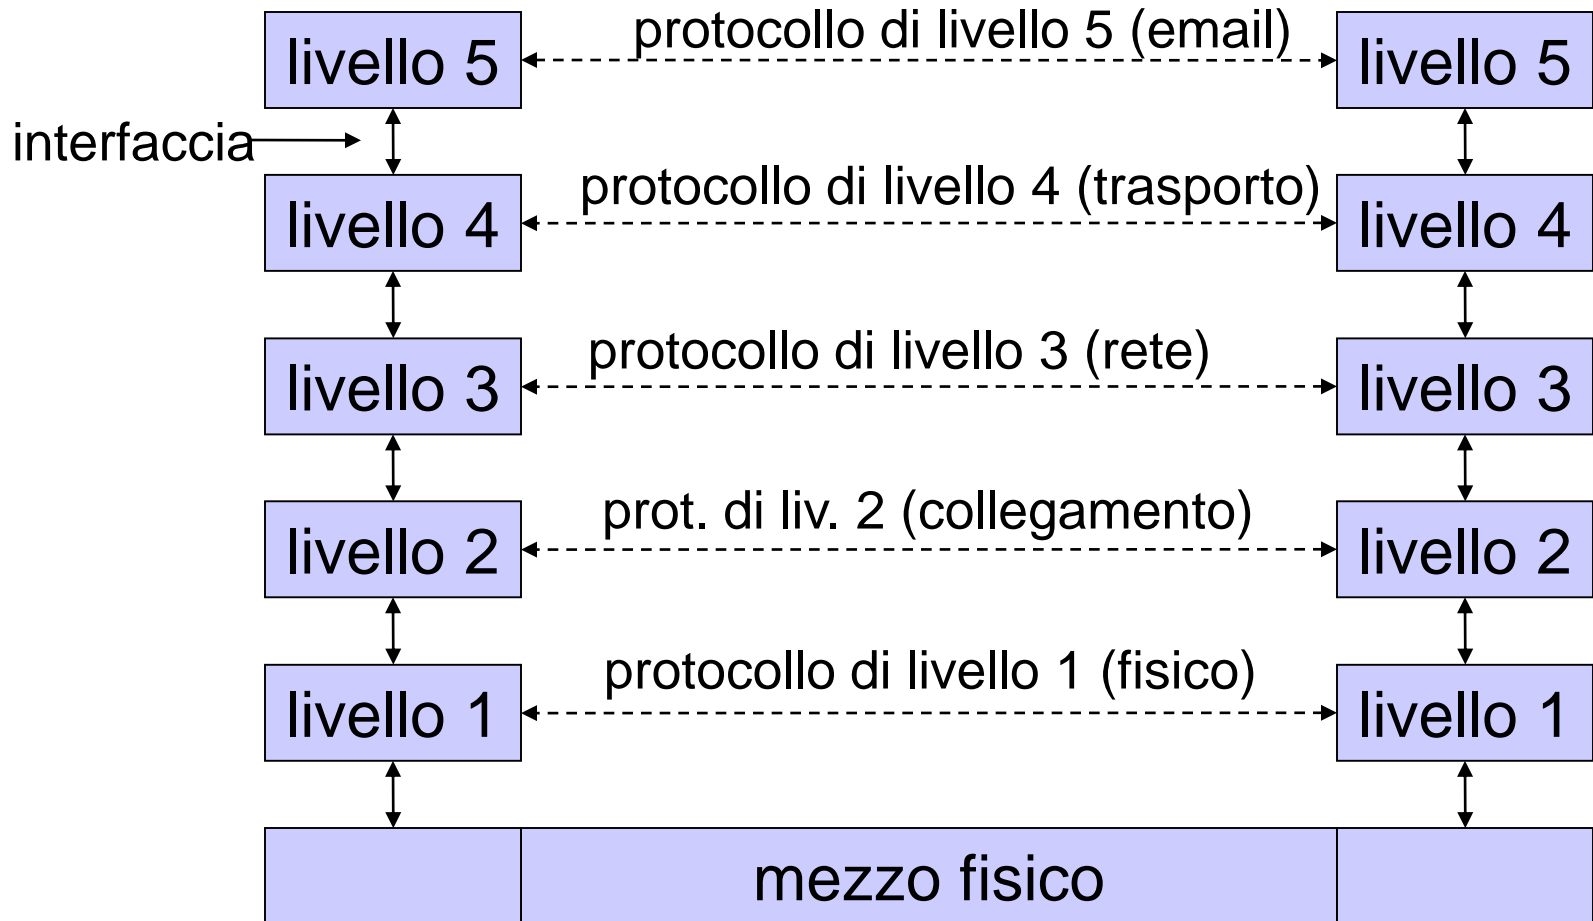 livello 5
protocollo di livello 5 (email)
livello 5
interfaccia
livello 4
protocollo di livello 4 (trasporto)
livello 4
livello 3
protocollo di livello 3 (rete)
livello 3
livello 2
prot. di liv. 2 (collegamento)
livello 2
livello 1
protocollo di livello 1 (fisico)
livello 1
mezzo fisico